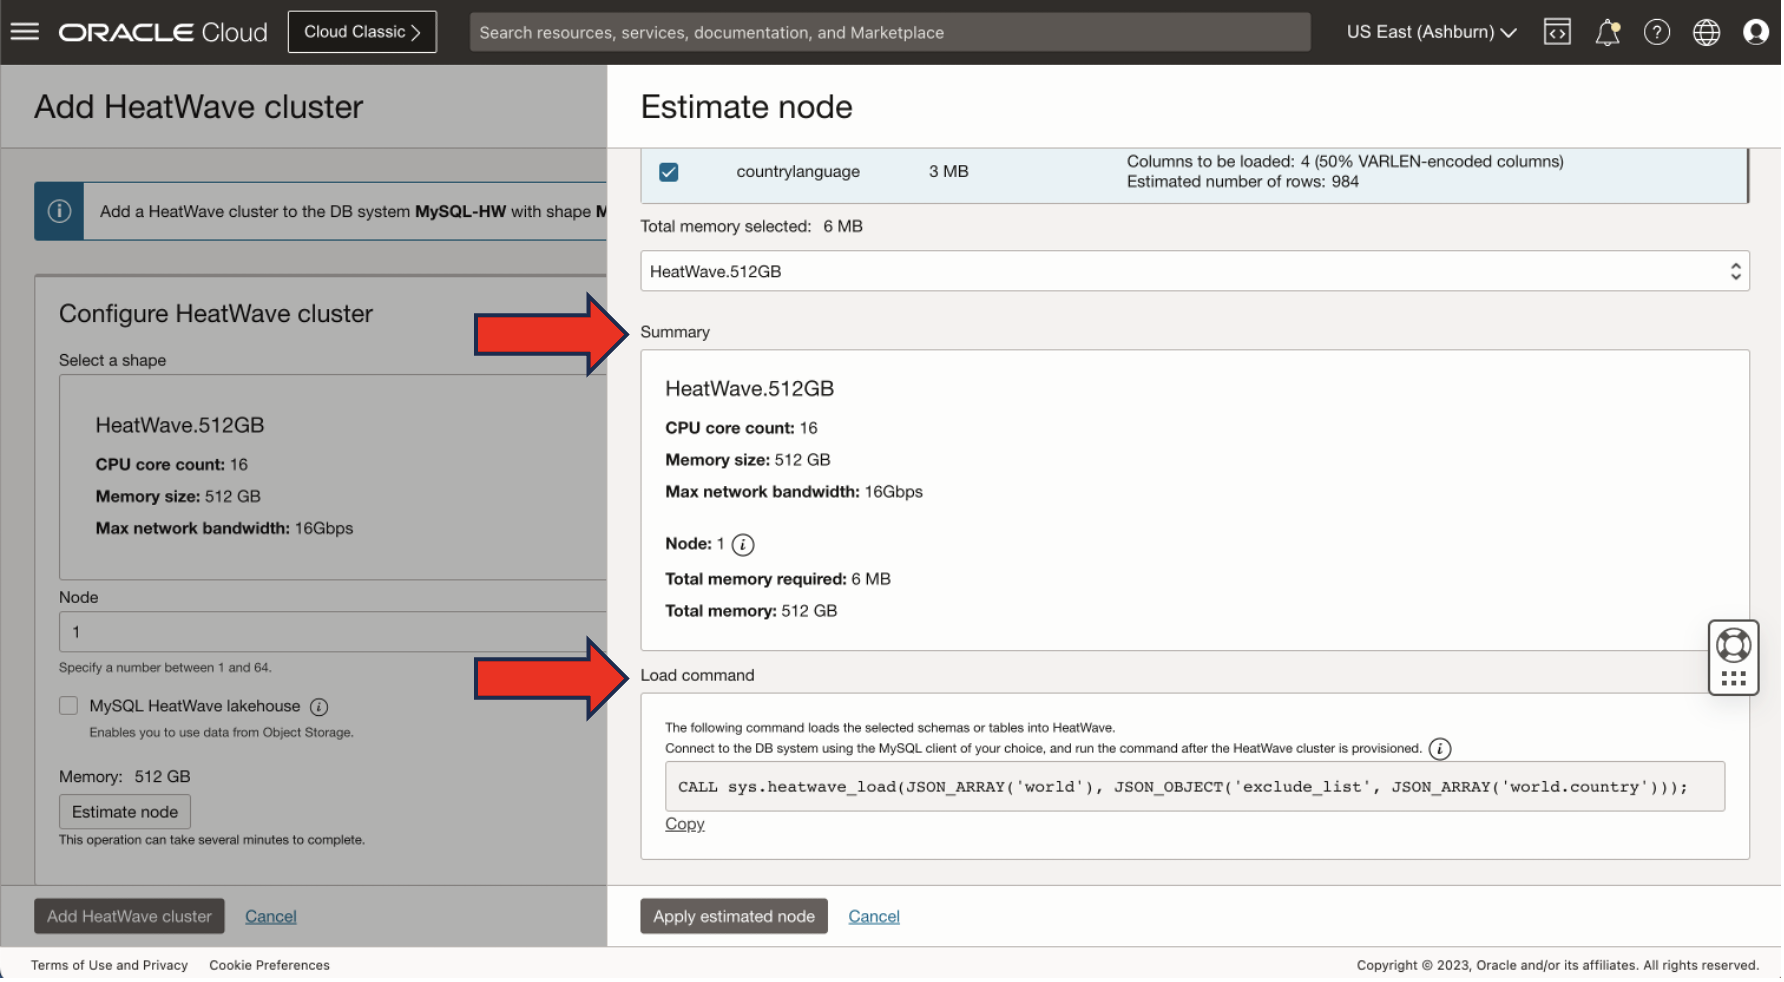 ORACLE Cloud
Cloud Classic
Search resources, services, documentation, and Marketplace
US East (Ashburn)
Add HeatWave cluster
Add a HeatWave cluster to the DB system MySQL-HW with shape M
Configure HeatWave cluster
Select a shape
HeatWave.512GB
CPU core count: 16
Memory size: 512 GB
Max network bandwidth: 16Gbps
Node
1
Specify a number between 1 and 64.
MySQL HeatWave lakehouse
Enables you to use data from Object Storage.
Memory: 512 GB
Estimate node
This operation can take several minutes to complete.
Add HeatWave cluster
Cancel
Estimate node
countrylanguage 3 MB
Columns to be loaded: 4 (50% VARLEN-encoded columns)
Estimated number of rows: 984
Total memory selected: 6 MB
HeatWave.512GB
Summary
HeatWave.512GB
CPU core count: 16
Memory size: 512 GB
Max network bandwidth: 16Gbps
Node: 1
Total memory required: 6 MB
Total memory: 512 GB
Load command
The following command loads the selected schemas or tables into HeatWave.
Connect to the DB system using the MySQL client of your choice, and run the command after the HeatWave cluster is provisioned.
CALL sys.heatwave_load(JSON_ARRAY('world'), JSON_OBJECT('exclude_list', JSON_ARRAY('world.country')));
Copy
Apply estimated node
Cancel
Terms of Use and Privacy
Cookie Preferences
Copyright © 2023, Oracle and/or its affiliates. All rights reserved.